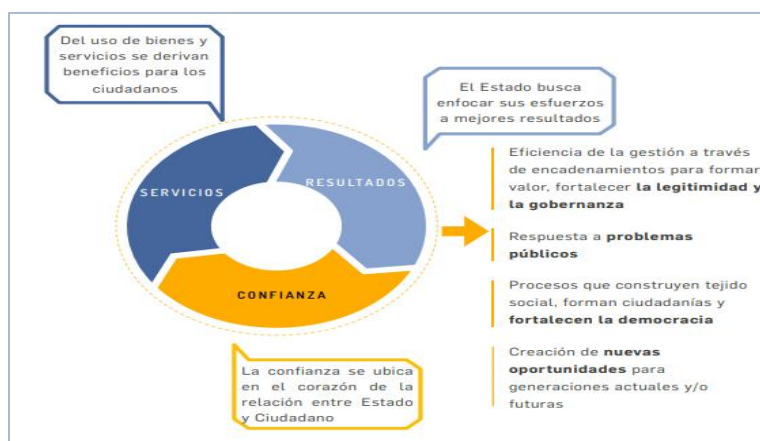 Del uso de bienes y
servicios se derivan
beneficios para los
ciudadanos
El Estado busca
enfocar sus esfuerzos
a mejores resultados
SERVICIOS
RESULTADOS
CONFIANZA
Eficiencia de la gestión a través
de encadenamientos para formar
valor, fortalecer la legitimidad y
la gobernanza
Respuesta a problemas
públicos
Procesos que construyen tejido
social, forman ciudadanías y
fortalecen la democracia
Creación de nuevas
oportunidades para
generaciones actuales y/o
futuras
La confianza se ubica
en el corazón de la
relación entre Estado
y Ciudadano